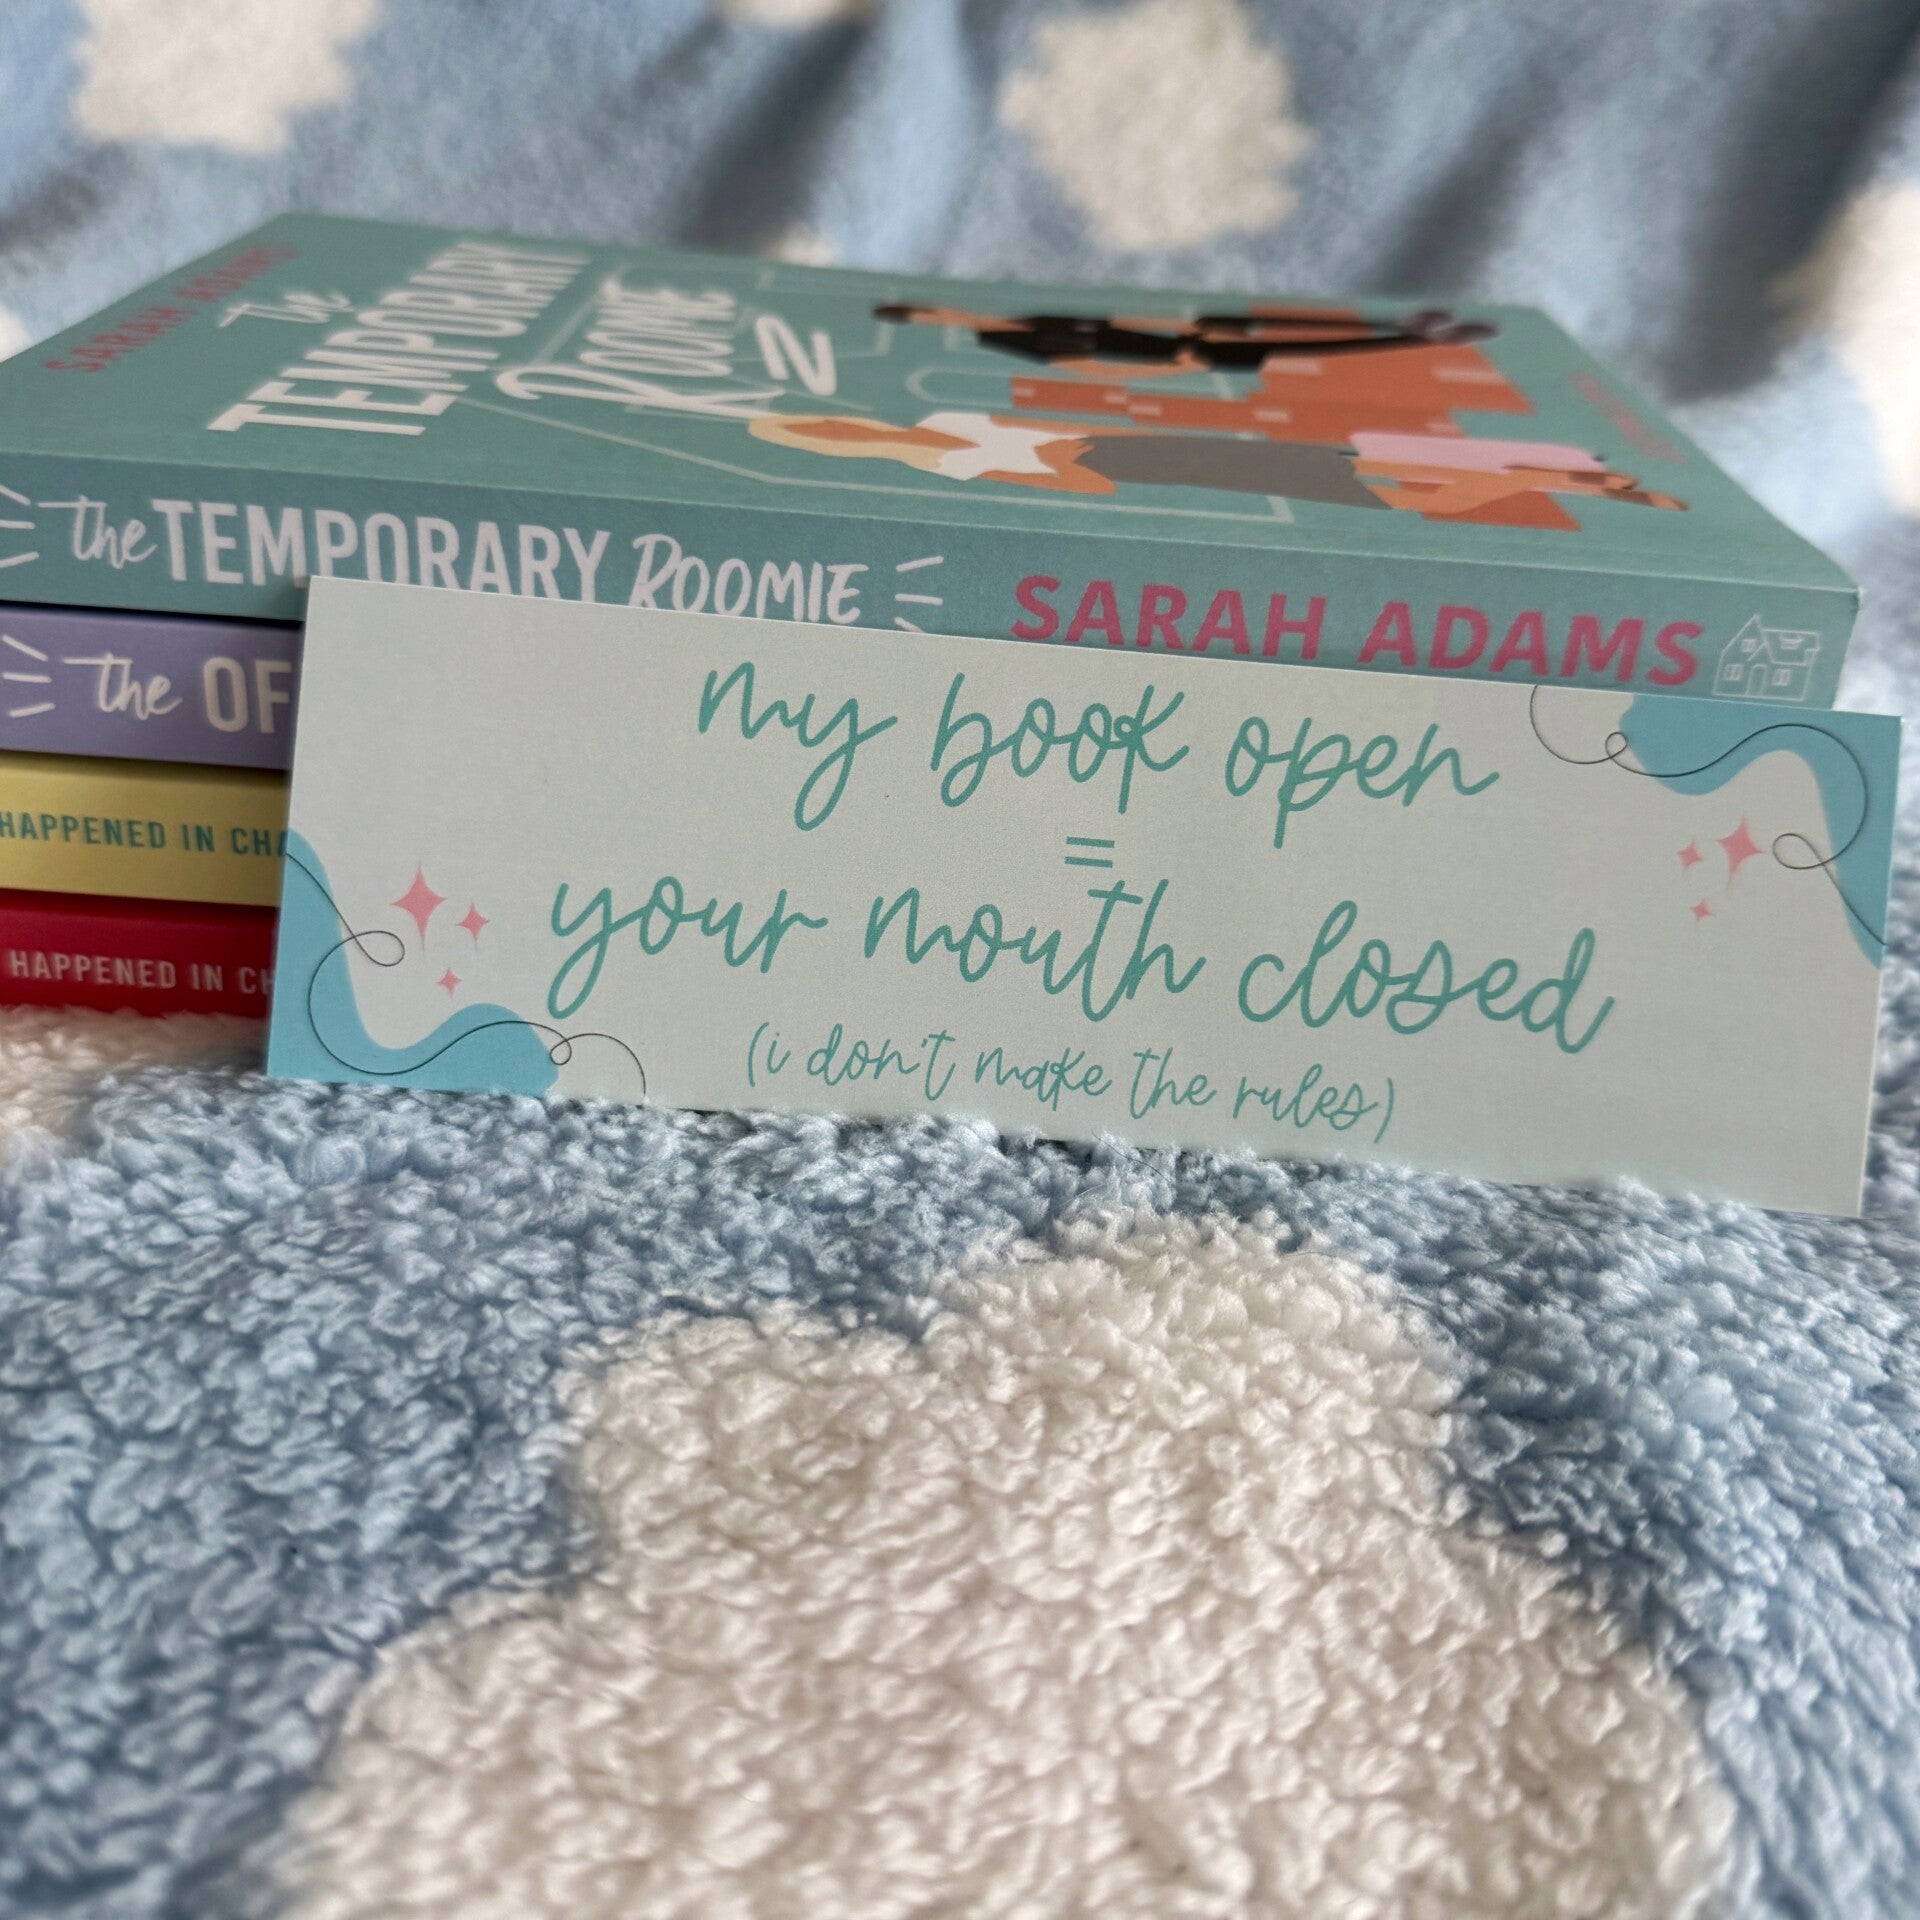 SARAH ADAMS
the
TEMPORARY
ROOMIE
the TEMPORARY ROOMIE SARAH ADAMS
the OF
HAPPENED IN CHA
HAPPENED IN CH
my book open
=
your mouth closed
(i don't make the rules)